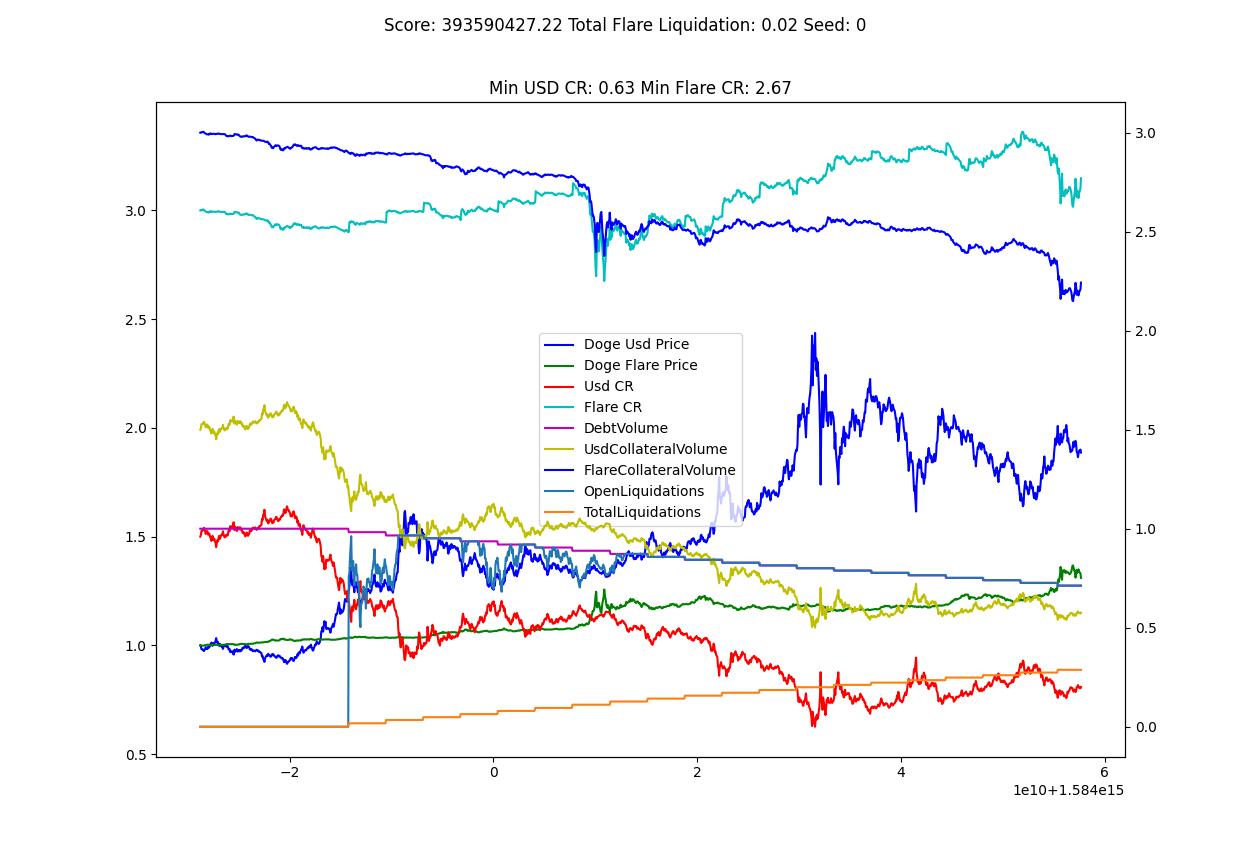 Score: 393590427.22 Total Flare Liquidation: 0.02 Seed: 0
Min USD CR: 0.63 Min Flare CR: 2.67
3.0
2.5
2.0
1.5
1.0
0.5
3.0
2.5
2.0
1.5
1.0
0.5
0.0
Doge Usd Price
Doge Flare Price
Usd CR
Flare CR
DebtVolume
UsdCollateralVolume
FlareCollateralVolume
OpenLiquidations
TotalLiquidations
−2 0 2 4 6
1e10+1.584e15